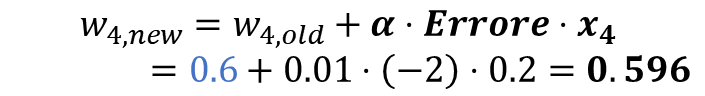 w₄,new = w₄,old + α · Errore · x₄
= 0.6 + 0.01 · (−2) · 0.2 = 0.596